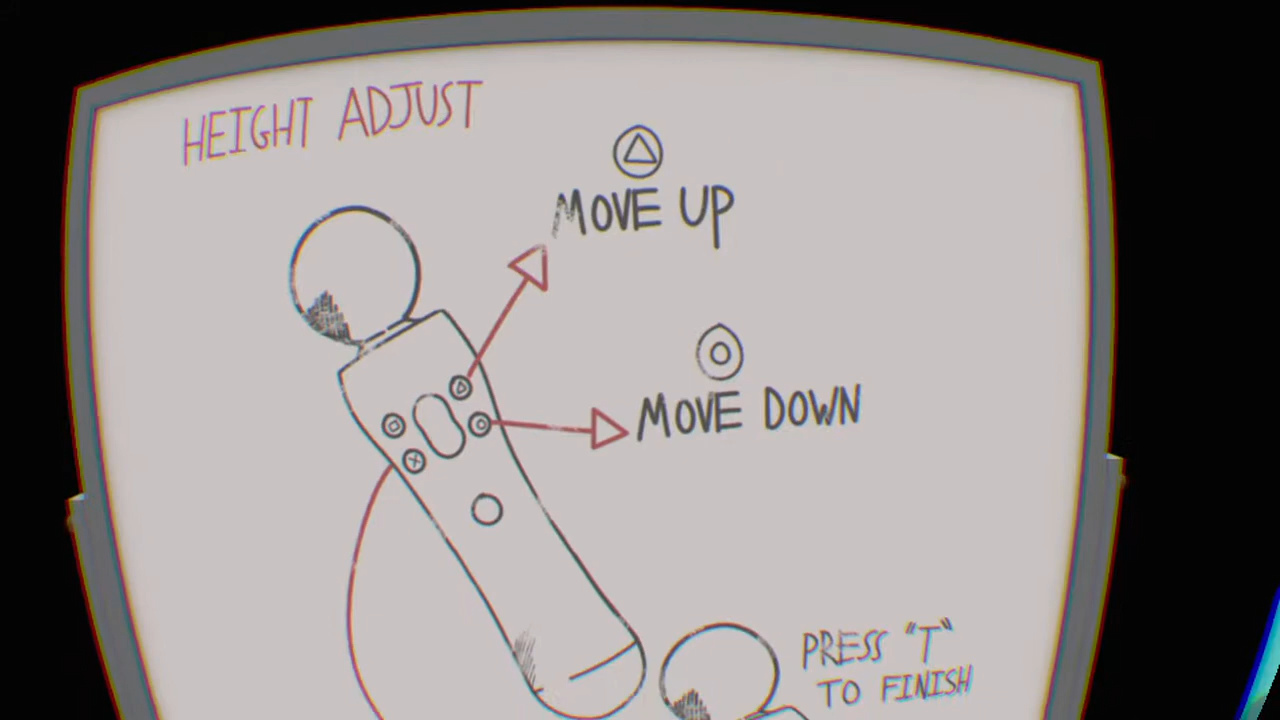 HEIGHT ADJUST
MOVE UP
MOVE DOWN
PRESS "T"
TO FINISH